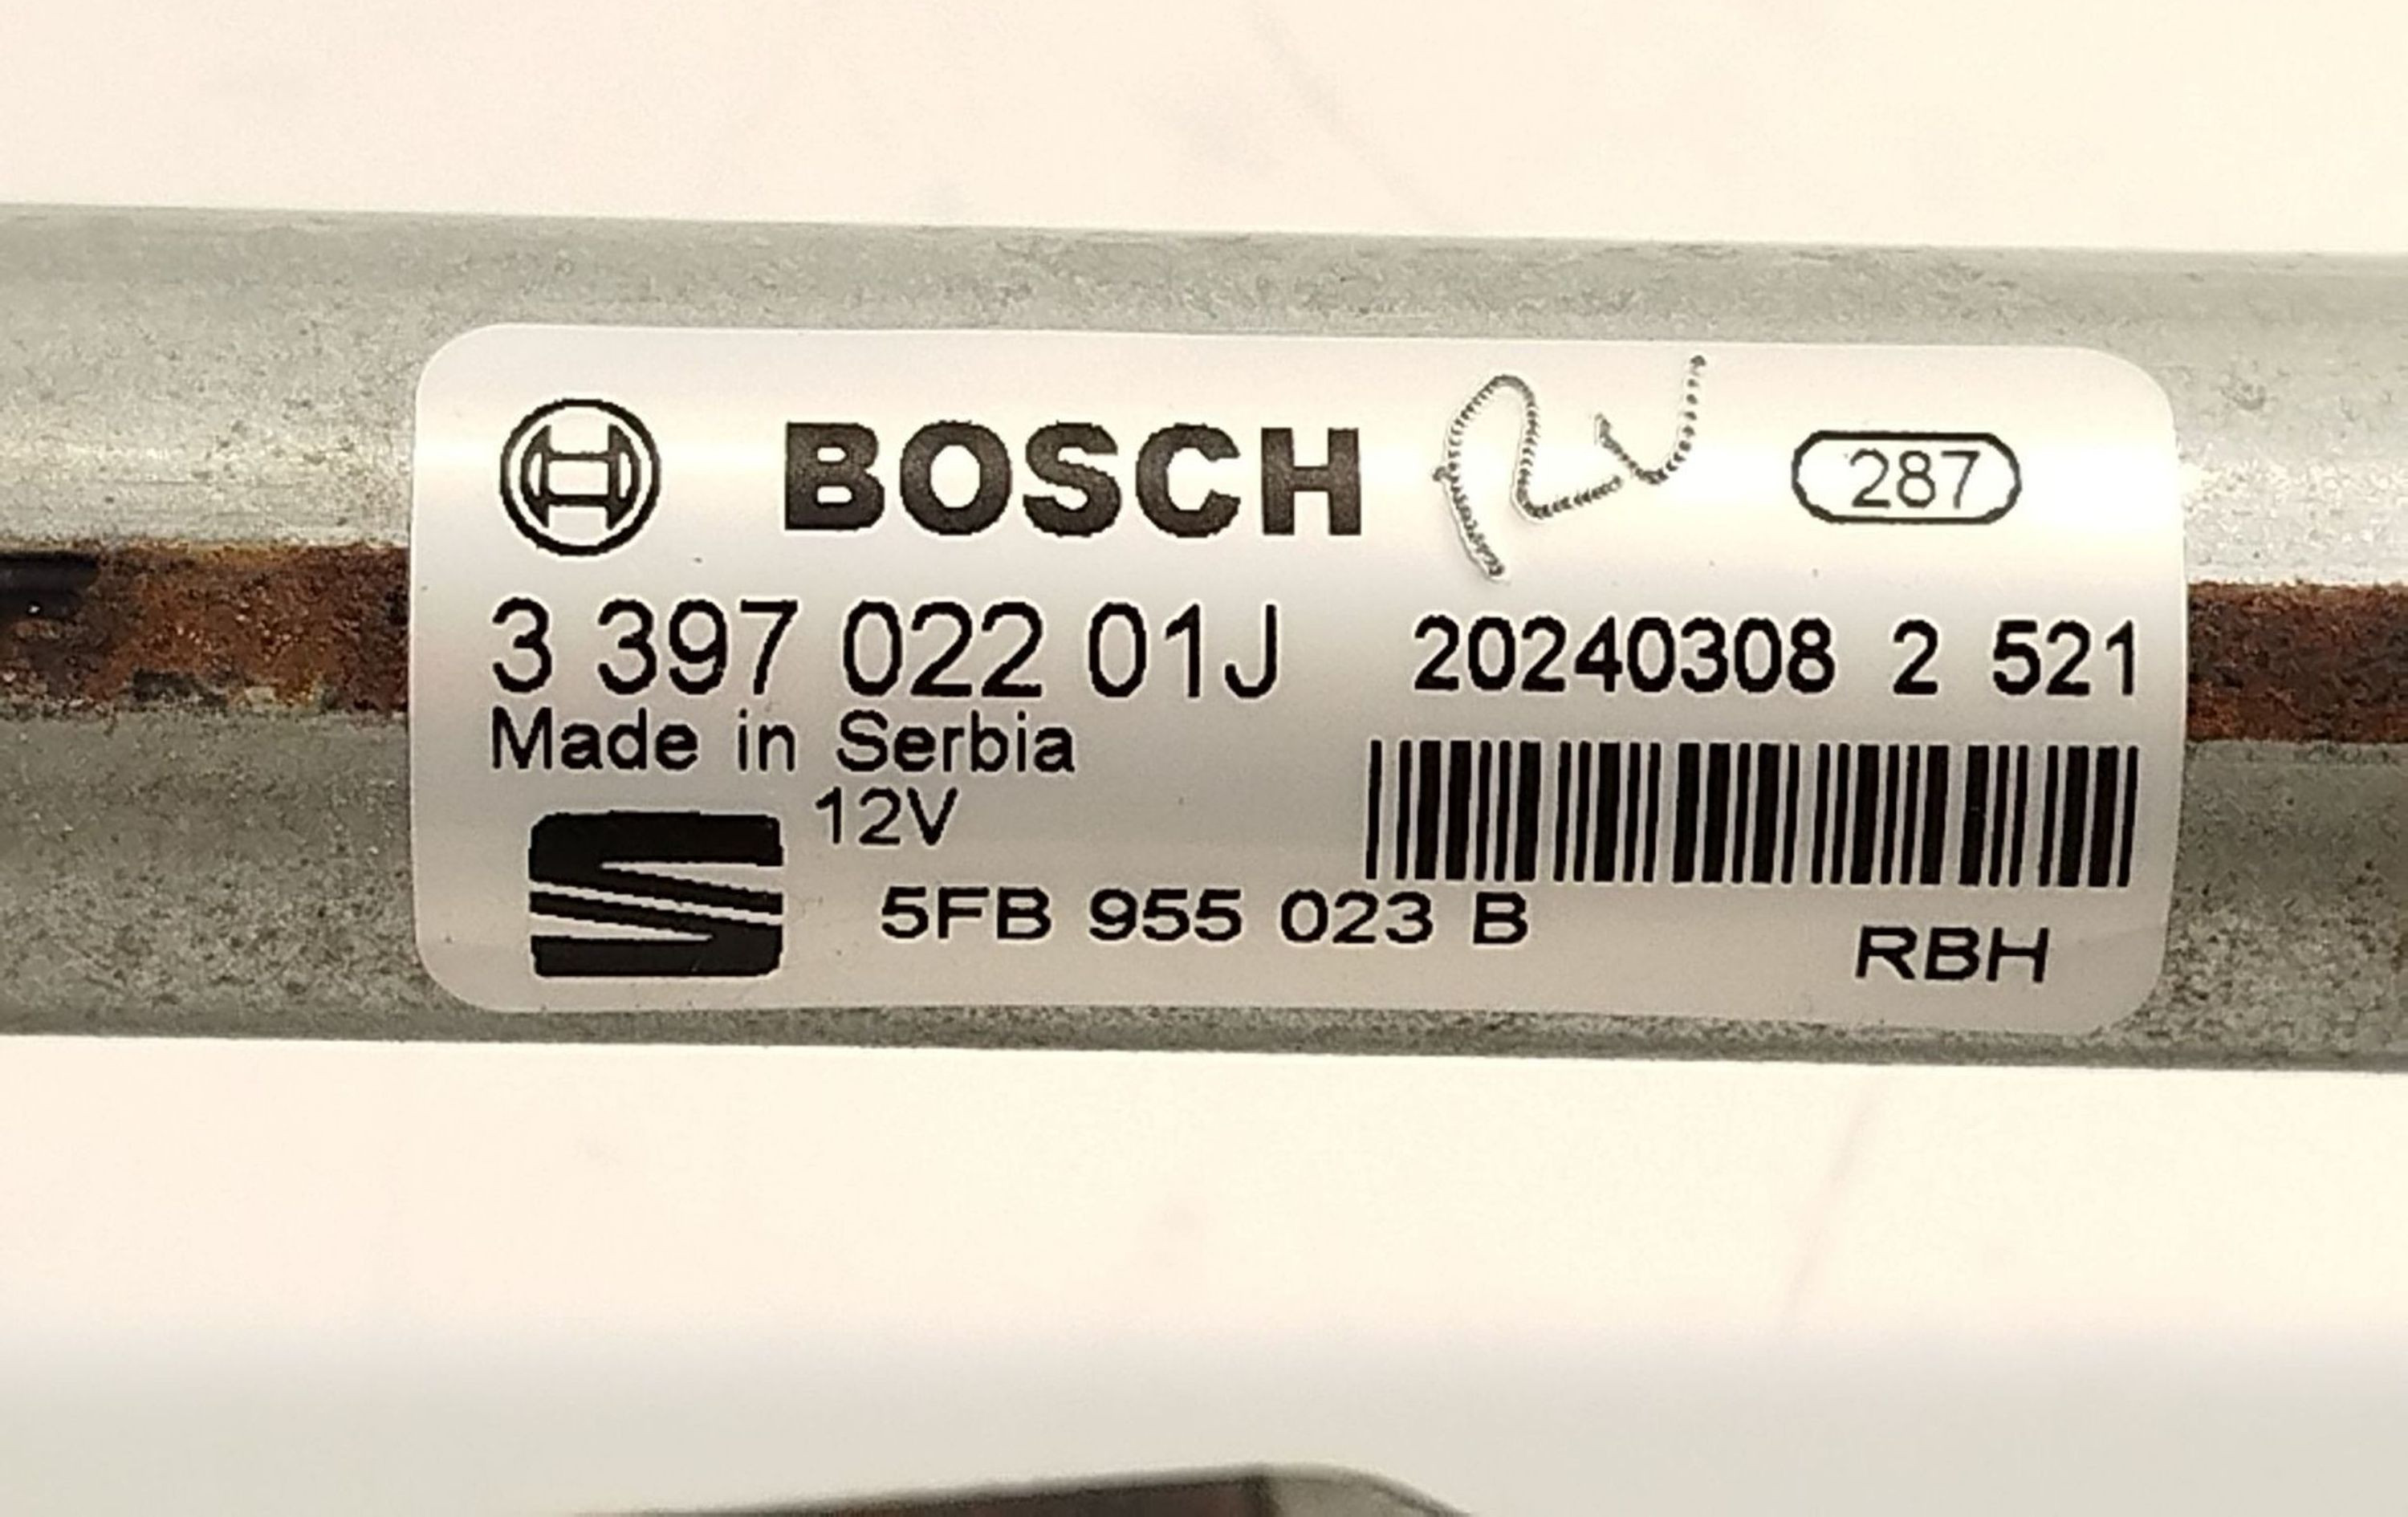 BOSCH 287
3 397 022 01J 20240308 2 521
Made in Serbia
12V
5FB 955 023 B
RBH